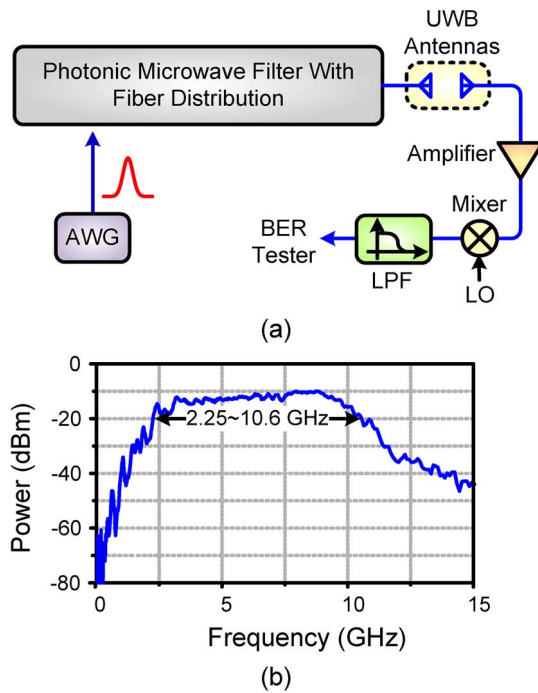 UWB
Antennas
Photonic Microwave Filter With
Fiber Distribution
Amplifier
Mixer
AWG
BER
Tester
LPF
LO
(a)
0
-20
-40
-60
-80
Power (dBm)
2.25~10.6 GHz
0
5
10
15
Frequency (GHz)
(b)